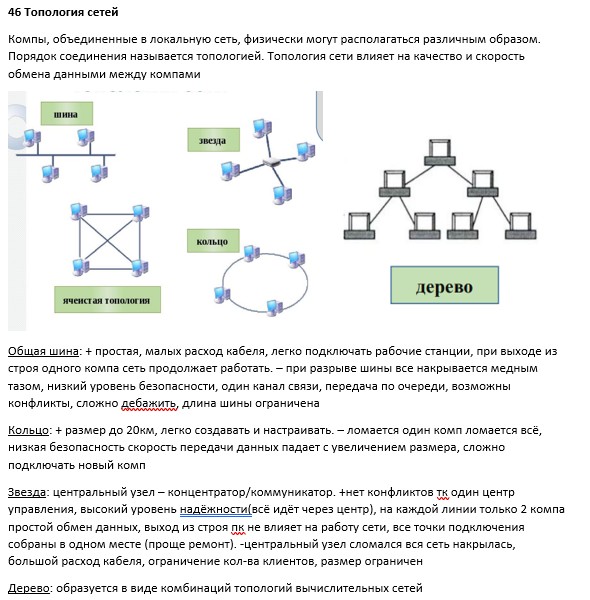 46 Топология сетей
Компы, объединенные в локальную сеть, физически могут располагаться различным образом.
Порядок соединения называется топологией. Топология сети влияет на качество и скорость
обмена данными между компами
шина
звезда
кольцо
ячеистая топология
дерево
Общая шина: + простая, малых расход кабеля, легко подключать рабочие станции, при выходе из
строя одного компа сеть продолжает работать. – при разрыве шины все накрывается медным
тазом, низкий уровень безопасности, один канал связи, передача по очереди, возможны
конфликты, сложно дебажить, длина шины ограничена
Кольцо: + размер до 20км, легко создавать и настраивать. – ломается один комп ломается всё,
низкая безопасность скорость передачи данных падает с увеличением размера, сложно
подключать новый комп
Звезда: центральный узел – концентратор/коммуникатор. +нет конфликтов тк один центр
управления, высокий уровень надёжности(всё идёт через центр), на каждой линии только 2 компа
простой обмен данных, выход из строя пк не влияет на работу сети, все точки подключения
собраны в одном месте (проще ремонт). -центральный узел сломался вся сеть накрылась,
большой расход кабеля, ограничение кол-ва клиентов, размер ограничен
Дерево: образуется в виде комбинаций топологий вычислительных сетей